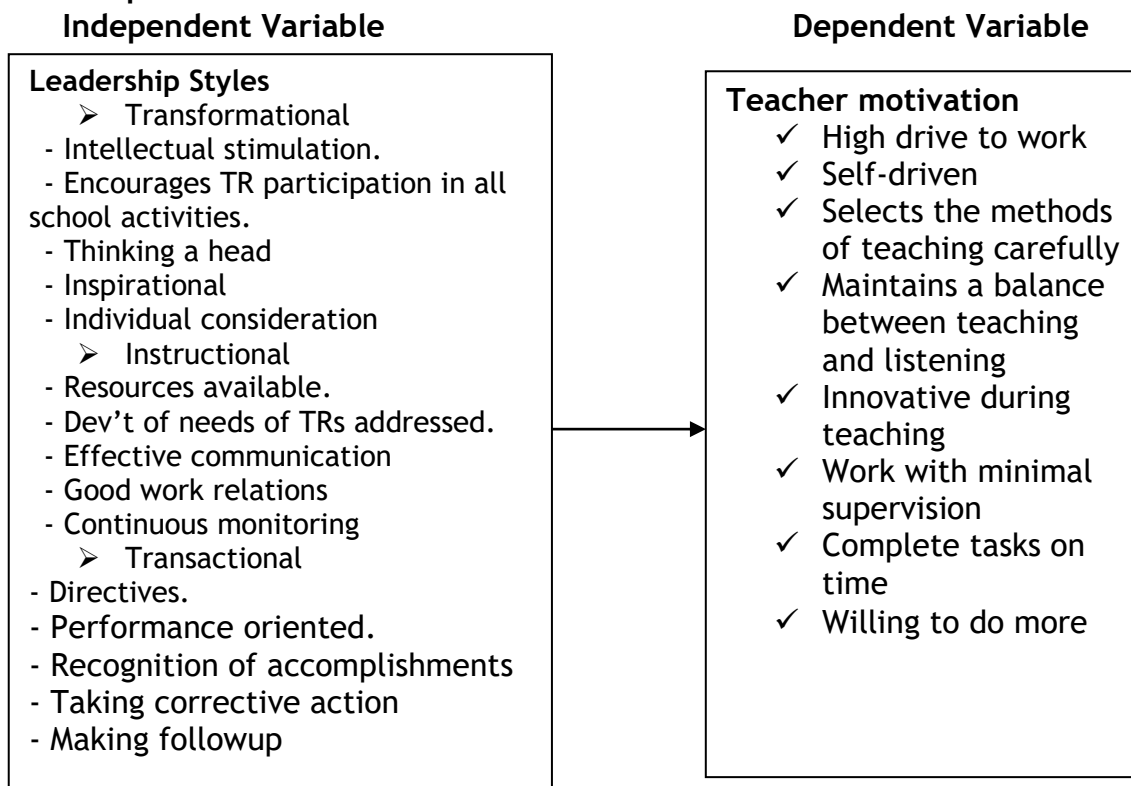 Independent Variable
Dependent Variable
Leadership Styles
➢ Transformational
- Intellectual stimulation.
- Encourages TR participation in all
school activities.
- Thinking a head
- Inspirational
- Individual consideration
➢ Instructional
- Resources available.
- Dev’t of needs of TRs addressed.
- Effective communication
- Good work relations
- Continuous monitoring
➢ Transactional
- Directives.
- Performance oriented.
- Recognition of accomplishments
- Taking corrective action
- Making followup
Teacher motivation
✓ High drive to work
✓ Self-driven
✓ Selects the methods
of teaching carefully
✓ Maintains a balance
between teaching
and listening
✓ Innovative during
teaching
✓ Work with minimal
supervision
✓ Complete tasks on
time
✓ Willing to do more